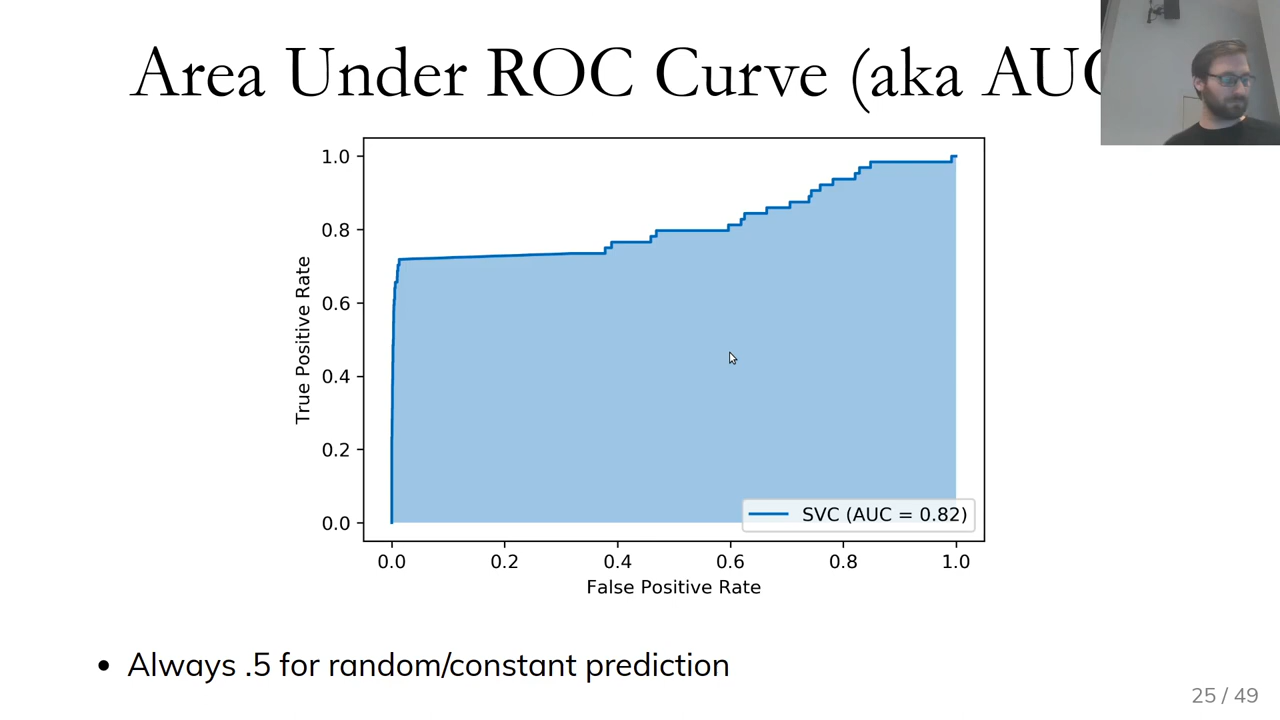 Area Under ROC Curve (aka AUC
1.0
0.8
0.6
0.4
0.2
0.0
True Positive Rate
SVC (AUC = 0.82)
0.0 0.2 0.4 0.6 0.8 1.0
False Positive Rate
• Always .5 for random/constant prediction
25 / 49